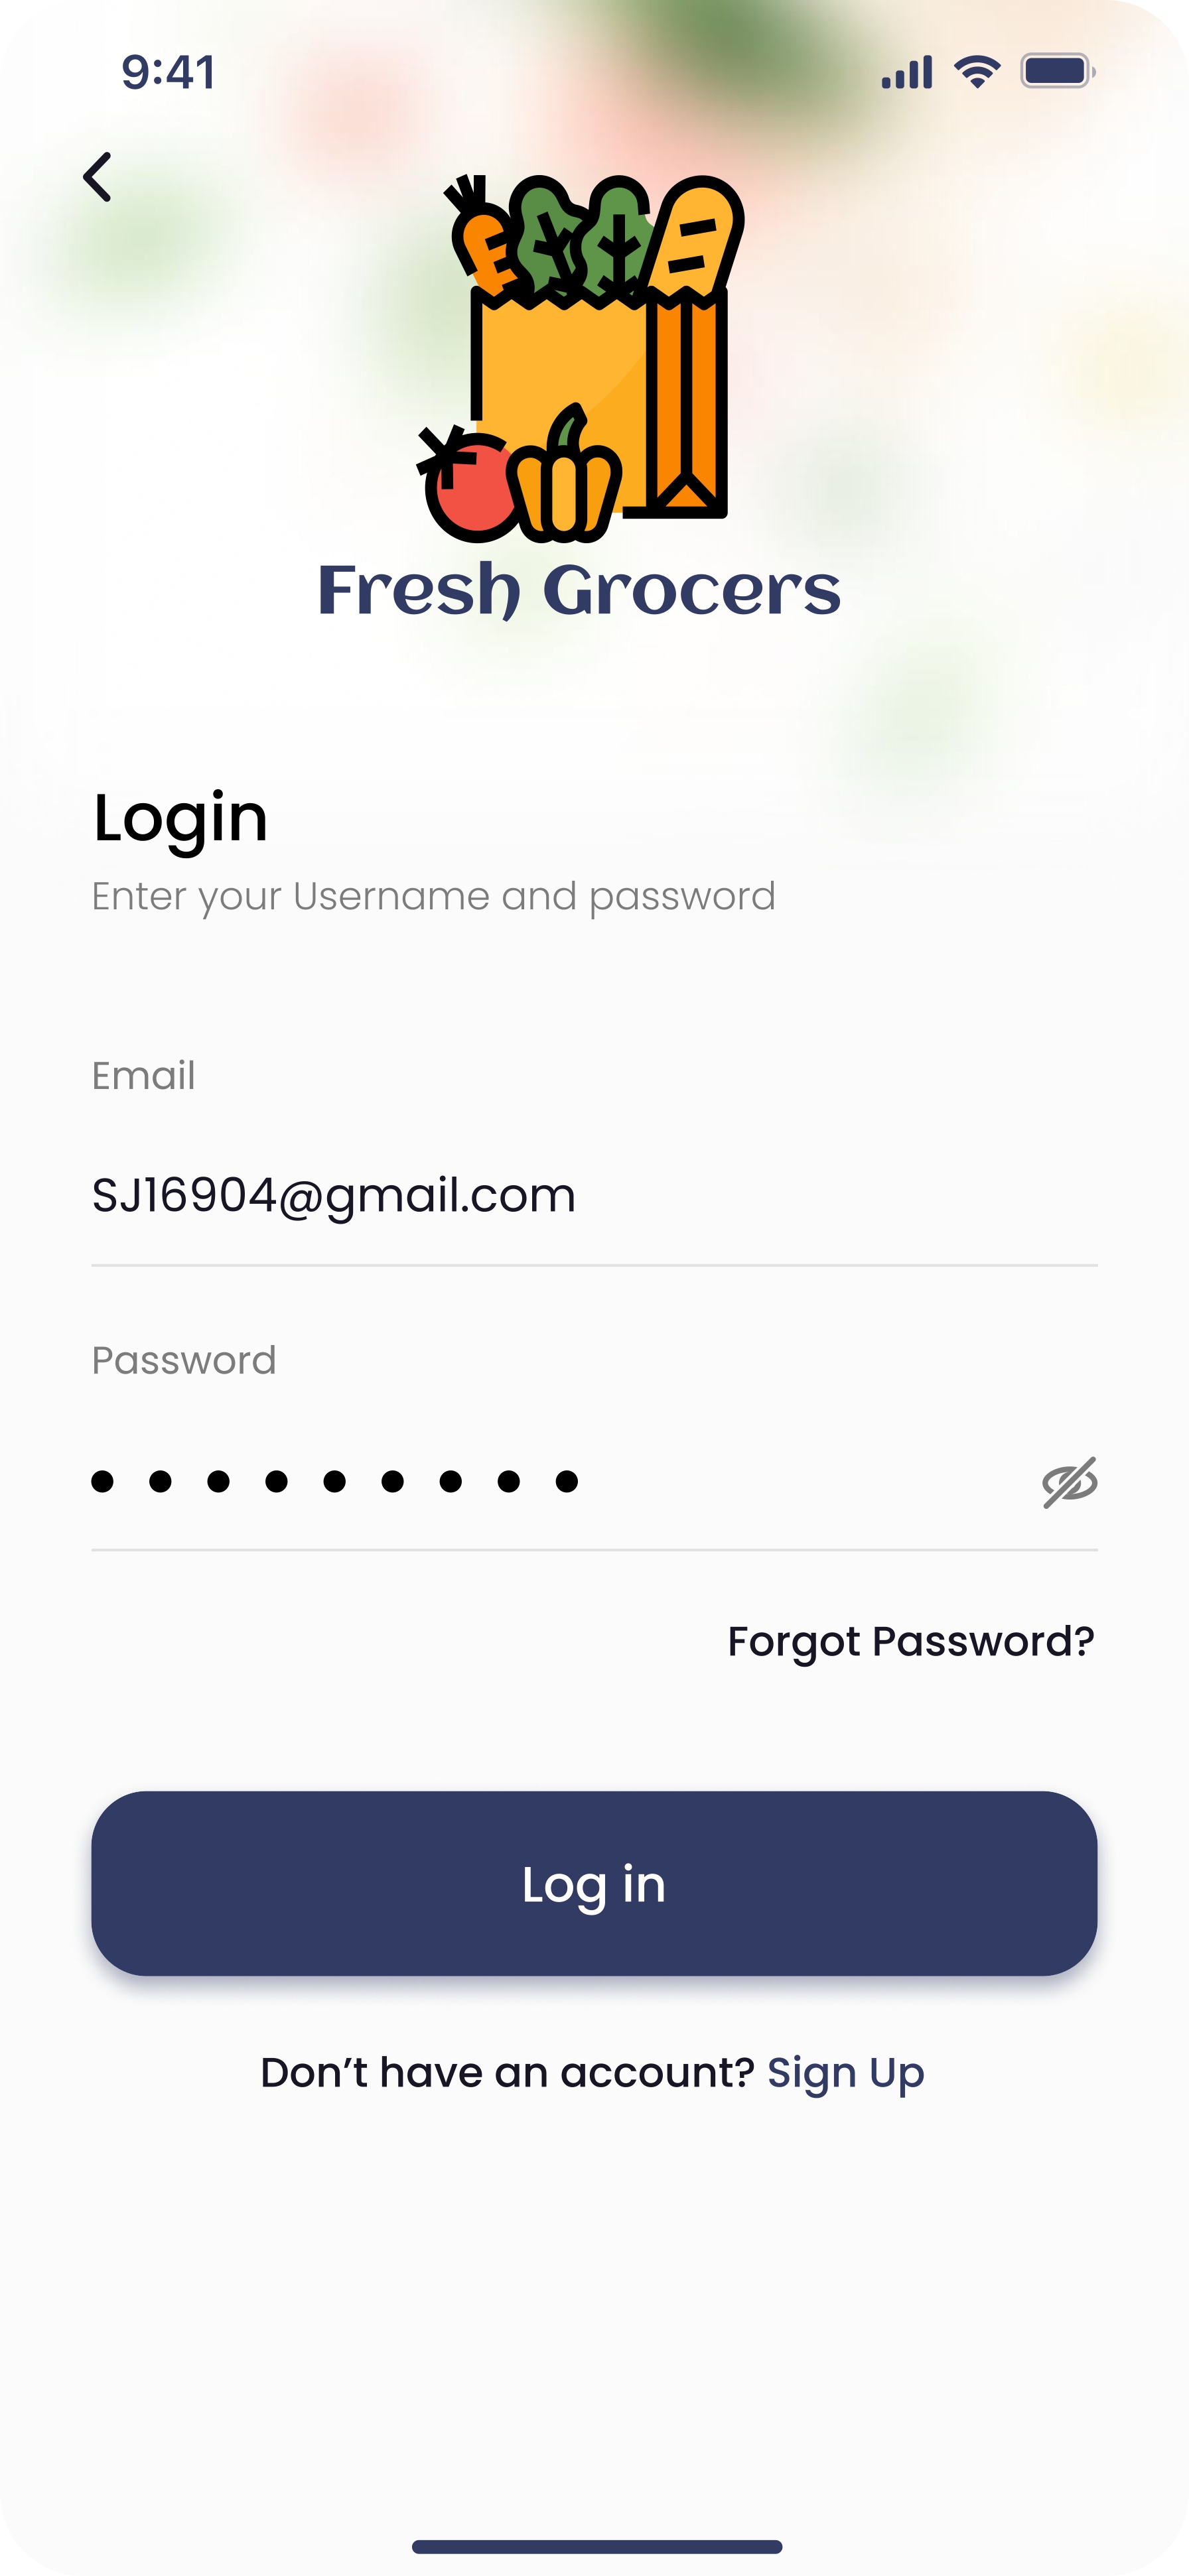 9:41
Fresh Grocers
Login
Enter your Username and password
Email
SJ16904@gmail.com
Password
Forgot Password?
Log in
Don’t have an account? Sign Up